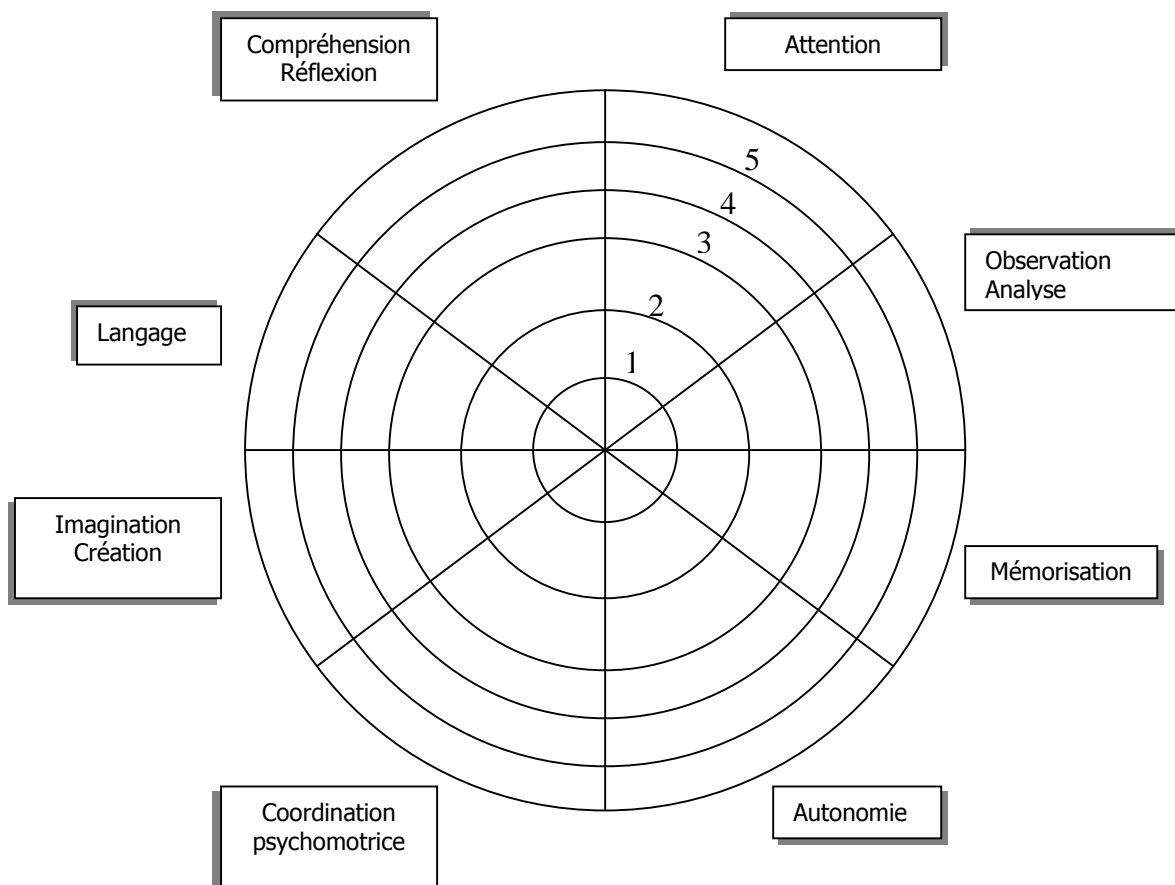 Compréhension
Réflexion
Attention
5
4
3
2
1
Observation
Analyse
Langage
Imagination
Création
Mémorisation
Coordination
psychomotrice
Autonomie